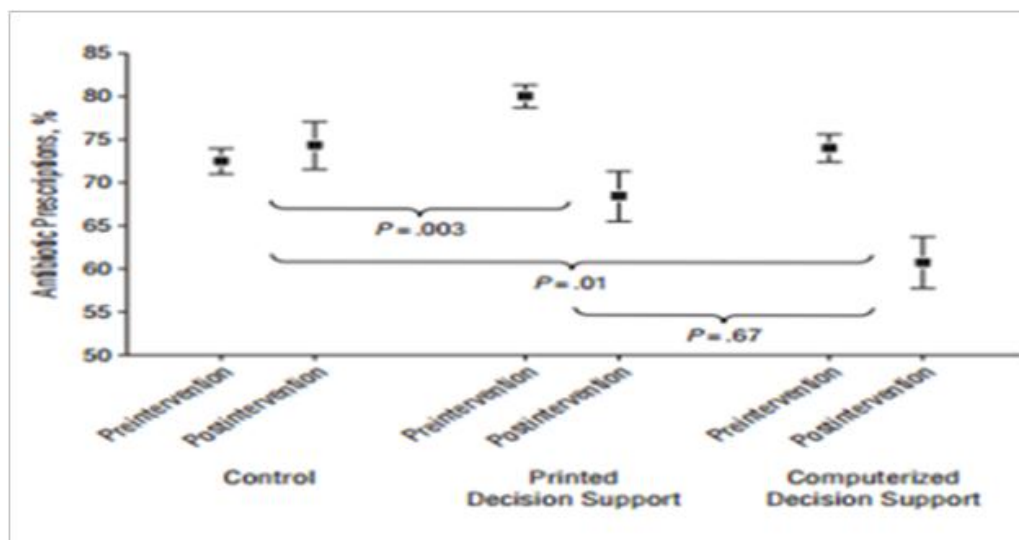 85
80
75
70
65
60
55
50
Antibiotic Prescriptions, %
P = .003
P = .01
P = .67
Preintervention
Postintervention
Preintervention
Postintervention
Preintervention
Postintervention
Control
Printed
Decision Support
Computerized
Decision Support